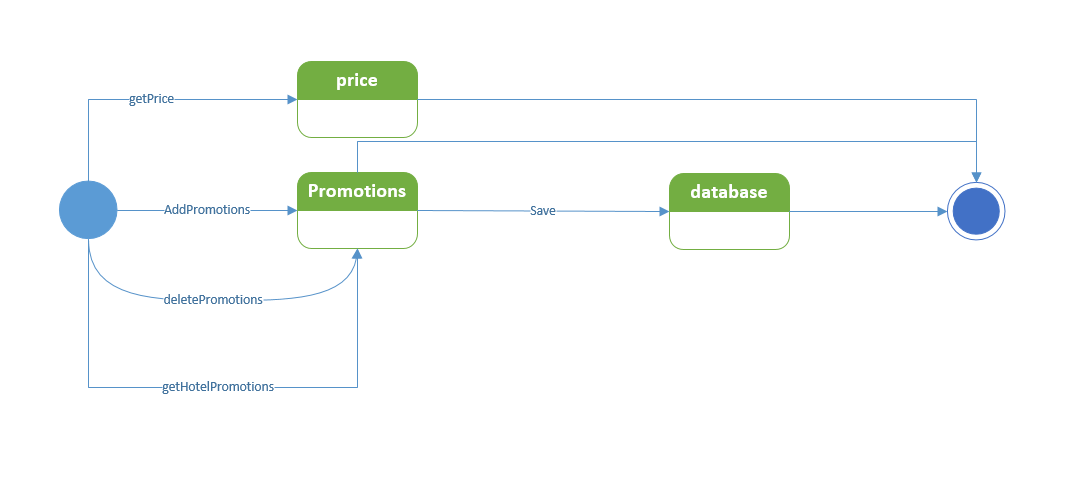 price
getPrice
Promotions
database
AddPromotions
Save
deletePromotions
getHotelPromotions